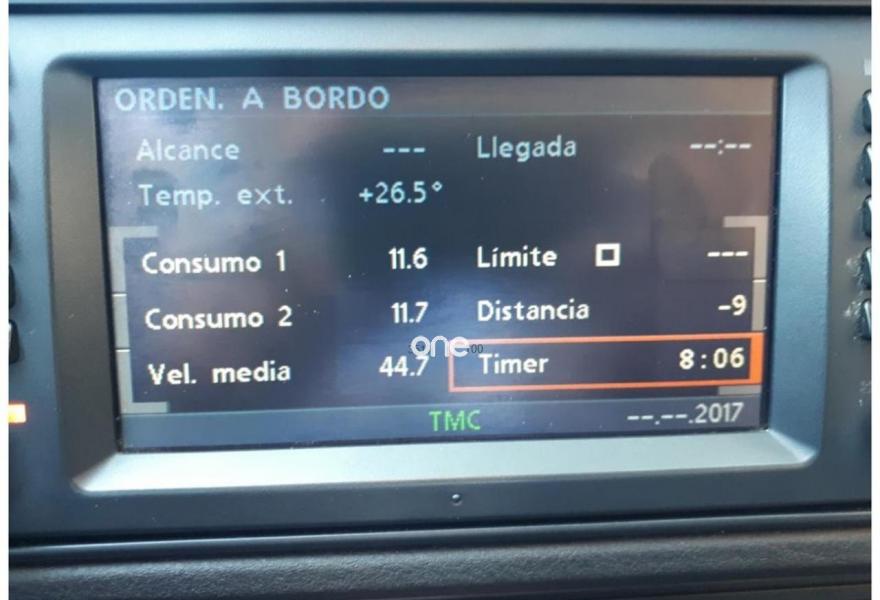 ORDEN. A BORDO
Alcance --- Llegada --:--
Temp. ext. +26.5°
Consumo 1 11.6 Límite ---
Consumo 2 11.7 Distancia -9
one
Vel. media 44.7 Timer 8:06
TMC --.--.2017